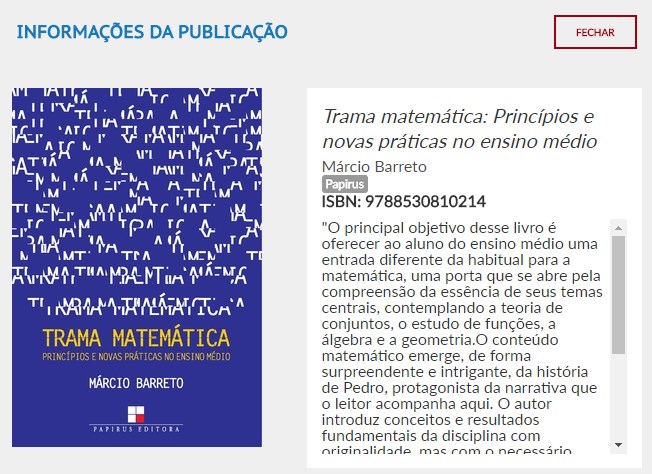 INFORMAÇÕES DA PUBLICAÇÃO
FECHAR
TRAMA MATEMÁTICA
PRINCÍPIOS E NOVAS PRÁTICAS NO ENSINO MÉDIO
MÁRCIO BARRETO
PAPIRUS EDITORA
Trama matemática: Princípios e
novas práticas no ensino médio
Márcio Barreto
Papirus
ISBN: 9788530810214
"O principal objetivo desse livro é
oferecer ao aluno do ensino médio uma
entrada diferente da habitual para a
matemática, uma porta que se abre pela
compreensão da essência de seus temas
centrais, contemplando a teoria de
conjuntos, o estudo de funções, a
álgebra e a geometria.O conteúdo
matemático emerge, de forma
surpreendente e intrigante, da história
de Pedro, protagonista da narrativa que
o leitor acompanha aqui. O autor
introduz conceitos e resultados
fundamentais da disciplina com
originalidade, mas com o necessário